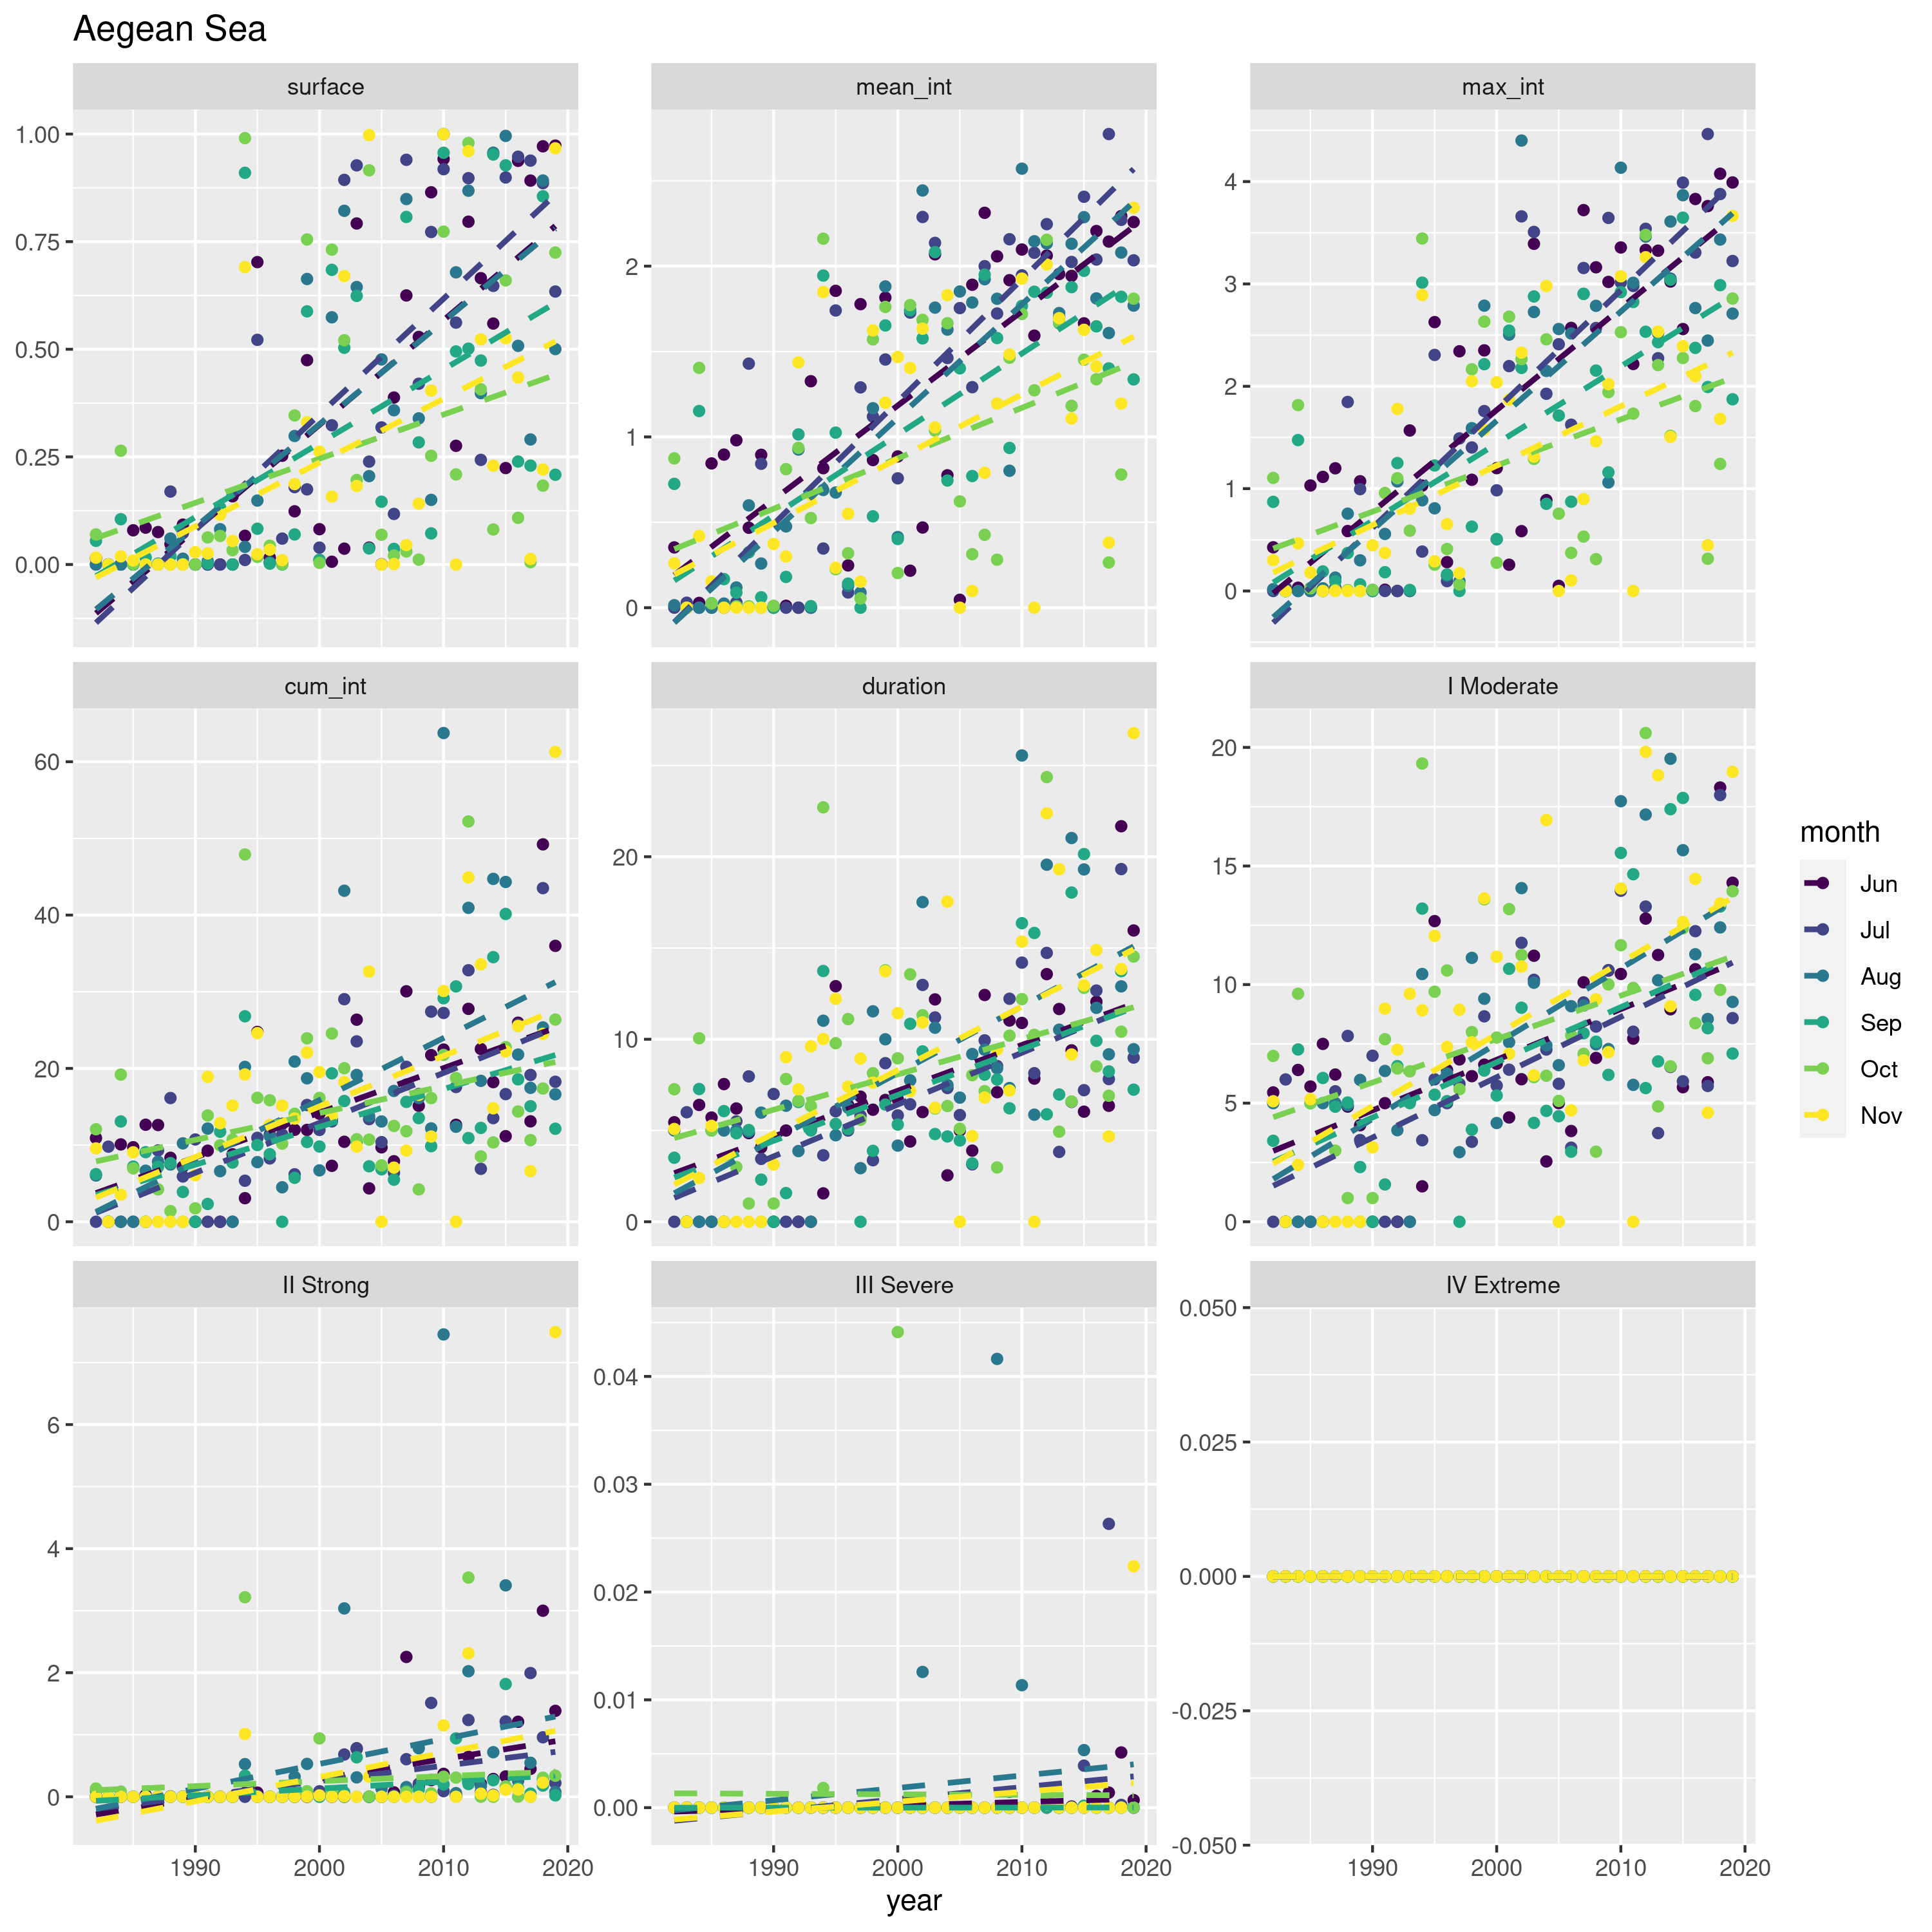 Aegean Sea
surface
mean_int
max_int
1.00
0.75
0.50
0.25
0.00
2
1
0
4
3
2
1
0
cum_int
duration
I Moderate
60
40
20
0
20
10
0
20
15
10
5
0
II Strong
III Severe
IV Extreme
6
4
2
0
0.04
0.03
0.02
0.01
0.00
0.050
0.025
0.000
-0.025
-0.050
1990 2000 2010 2020
1990 2000 2010 2020
1990 2000 2010 2020
year
month
Jun
Jul
Aug
Sep
Oct
Nov